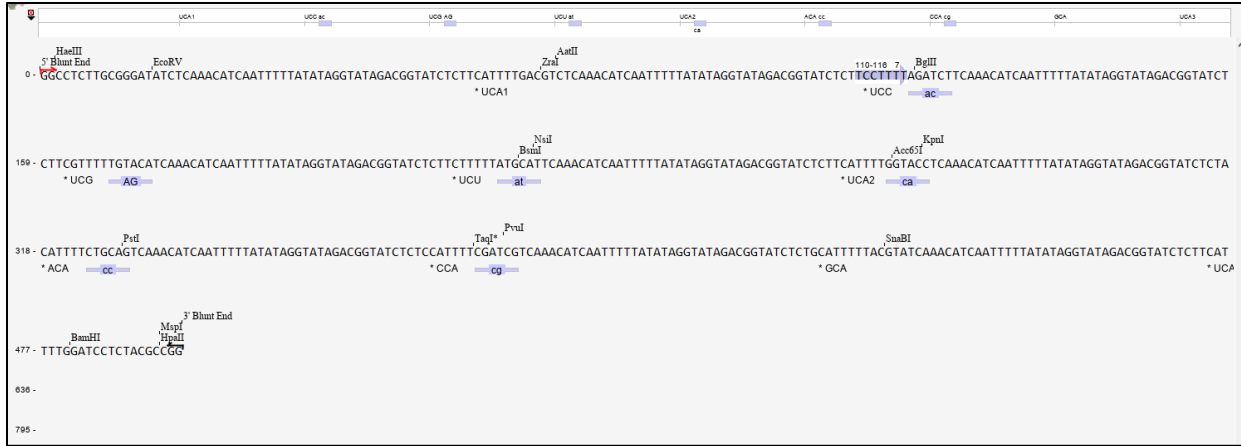 UCA1 UCC ac UCG AG UCU at UCA2 ACA cc CCA cg GCA UCA3
ca
HaeIII AatII
5' Blunt End EcoRV ZraI 110-116 7 BglII
0 - GGCCTCTTGCGGGATATCTCAAACATCAATTTTTATATAGGTATAGACGGTATCTCTTCATTTTGACGTCTCAAACATCAATTTTTATATAGGTATAGACGGTATCTCTTCCTTTTAGATCTTCAAACATCAATTTTTATATAGGTATAGACGGTATCT
* UCA1 * UCC ac
NsiI KpnI
BsmI Acc65I
159 - CTTCGTTTTTGTACATCAAACATCAATTTTTATATAGGTATAGACGGTATCTCTTCTTTTTATGCATTCAAACATCAATTTTTATATAGGTATAGACGGTATCTCTTCATTTTGGTACCTCAAACATCAATTTTTATATAGGTATAGACGGTATCTCTA
* UCG AG * UCU at * UCA2 ca
PvuI
PstI TaqI* SnaBI
318 - CATTTTCTGCAGTCAAACATCAATTTTTATATAGGTATAGACGGTATCTCTCCATTTTCGATCGTCAAACATCAATTTTTATATAGGTATAGACGGTATCTCTGCATTTTTACGTATCAAACATCAATTTTTATATAGGTATAGACGGTATCTCTTCAT
* ACA cc * CCA cg * GCA * UCA
3' Blunt End
MspI
BamHI HpaII
477 - TTTGGATCCTCTACGCCGG
636 -
795 -